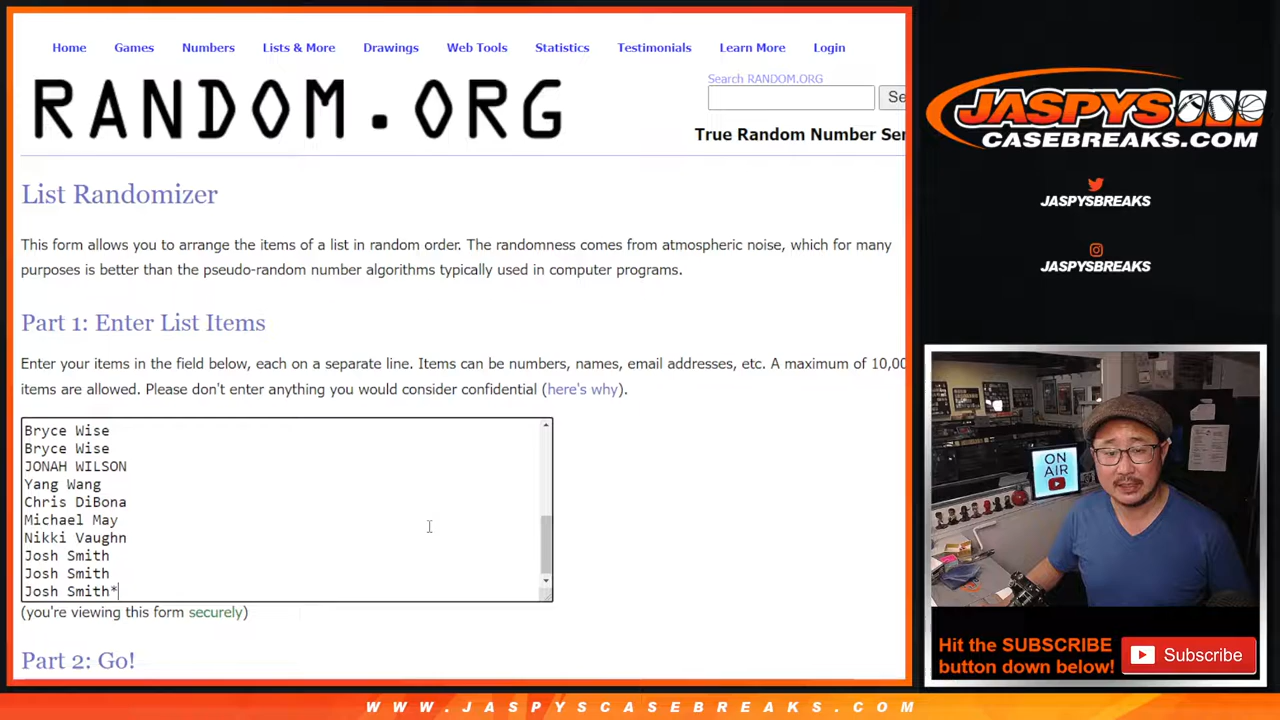 Home Games Numbers Lists & More Drawings Web Tools Statistics Testimonials Learn More Login
RANDOM.ORG
Search RANDOM.ORG
Se
True Random Number Ser
List Randomizer
This form allows you to arrange the items of a list in random order. The randomness comes from atmospheric noise, which for many
purposes is better than the pseudo-random number algorithms typically used in computer programs.
Part 1: Enter List Items
Enter your items in the field below, each on a separate line. Items can be numbers, names, email addresses, etc. A maximum of 10,00
items are allowed. Please don't enter anything you would consider confidential (here's why).
Bryce Wise
Bryce Wise
JONAH WILSON
Yang Wang
Chris DiBona
Michael May
Nikki Vaughn
Josh Smith
Josh Smith
Josh Smith*
(you're viewing this form securely)
Part 2: Go!
JASPYS
CASEBREAKS.COM
JASPYSBREAKS
JASPYSBREAKS
ON
AIR
Hit the SUBSCRIBE
button down below!
Subscribe
WWW.JASPYSCASEBREAKS.COM